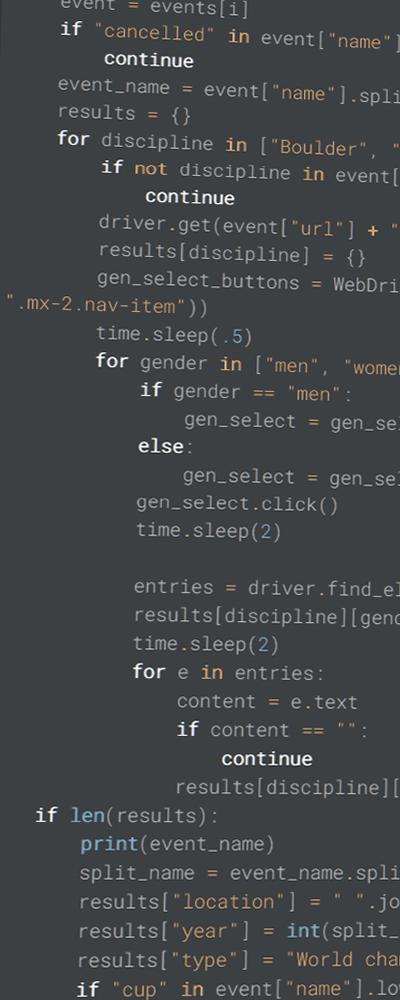 event = events[i]
if "cancelled" in event["name"]
continue
event_name = event["name"].spli
results = {}
for discipline in ["Boulder", "
if not discipline in event[
continue
driver.get(event["url"] + "
results[discipline] = {}
gen_select_buttons = WebDri
".mx-2.nav-item"))
time.sleep(.5)
for gender in ["men", "wome
if gender == "men":
gen_select = gen_se
else:
gen_select = gen_sel
gen_select.click()
time.sleep(2)
entries = driver.find_el
results[discipline][gend
time.sleep(2)
for e in entries:
content = e.text
if content == "":
continue
results[discipline][
if len(results):
print(event_name)
split_name = event_name.spli
results["location"] = " ".jo
results["year"] = int(split_
results["type"] = "World cha
if "cup" in event["name"].lo